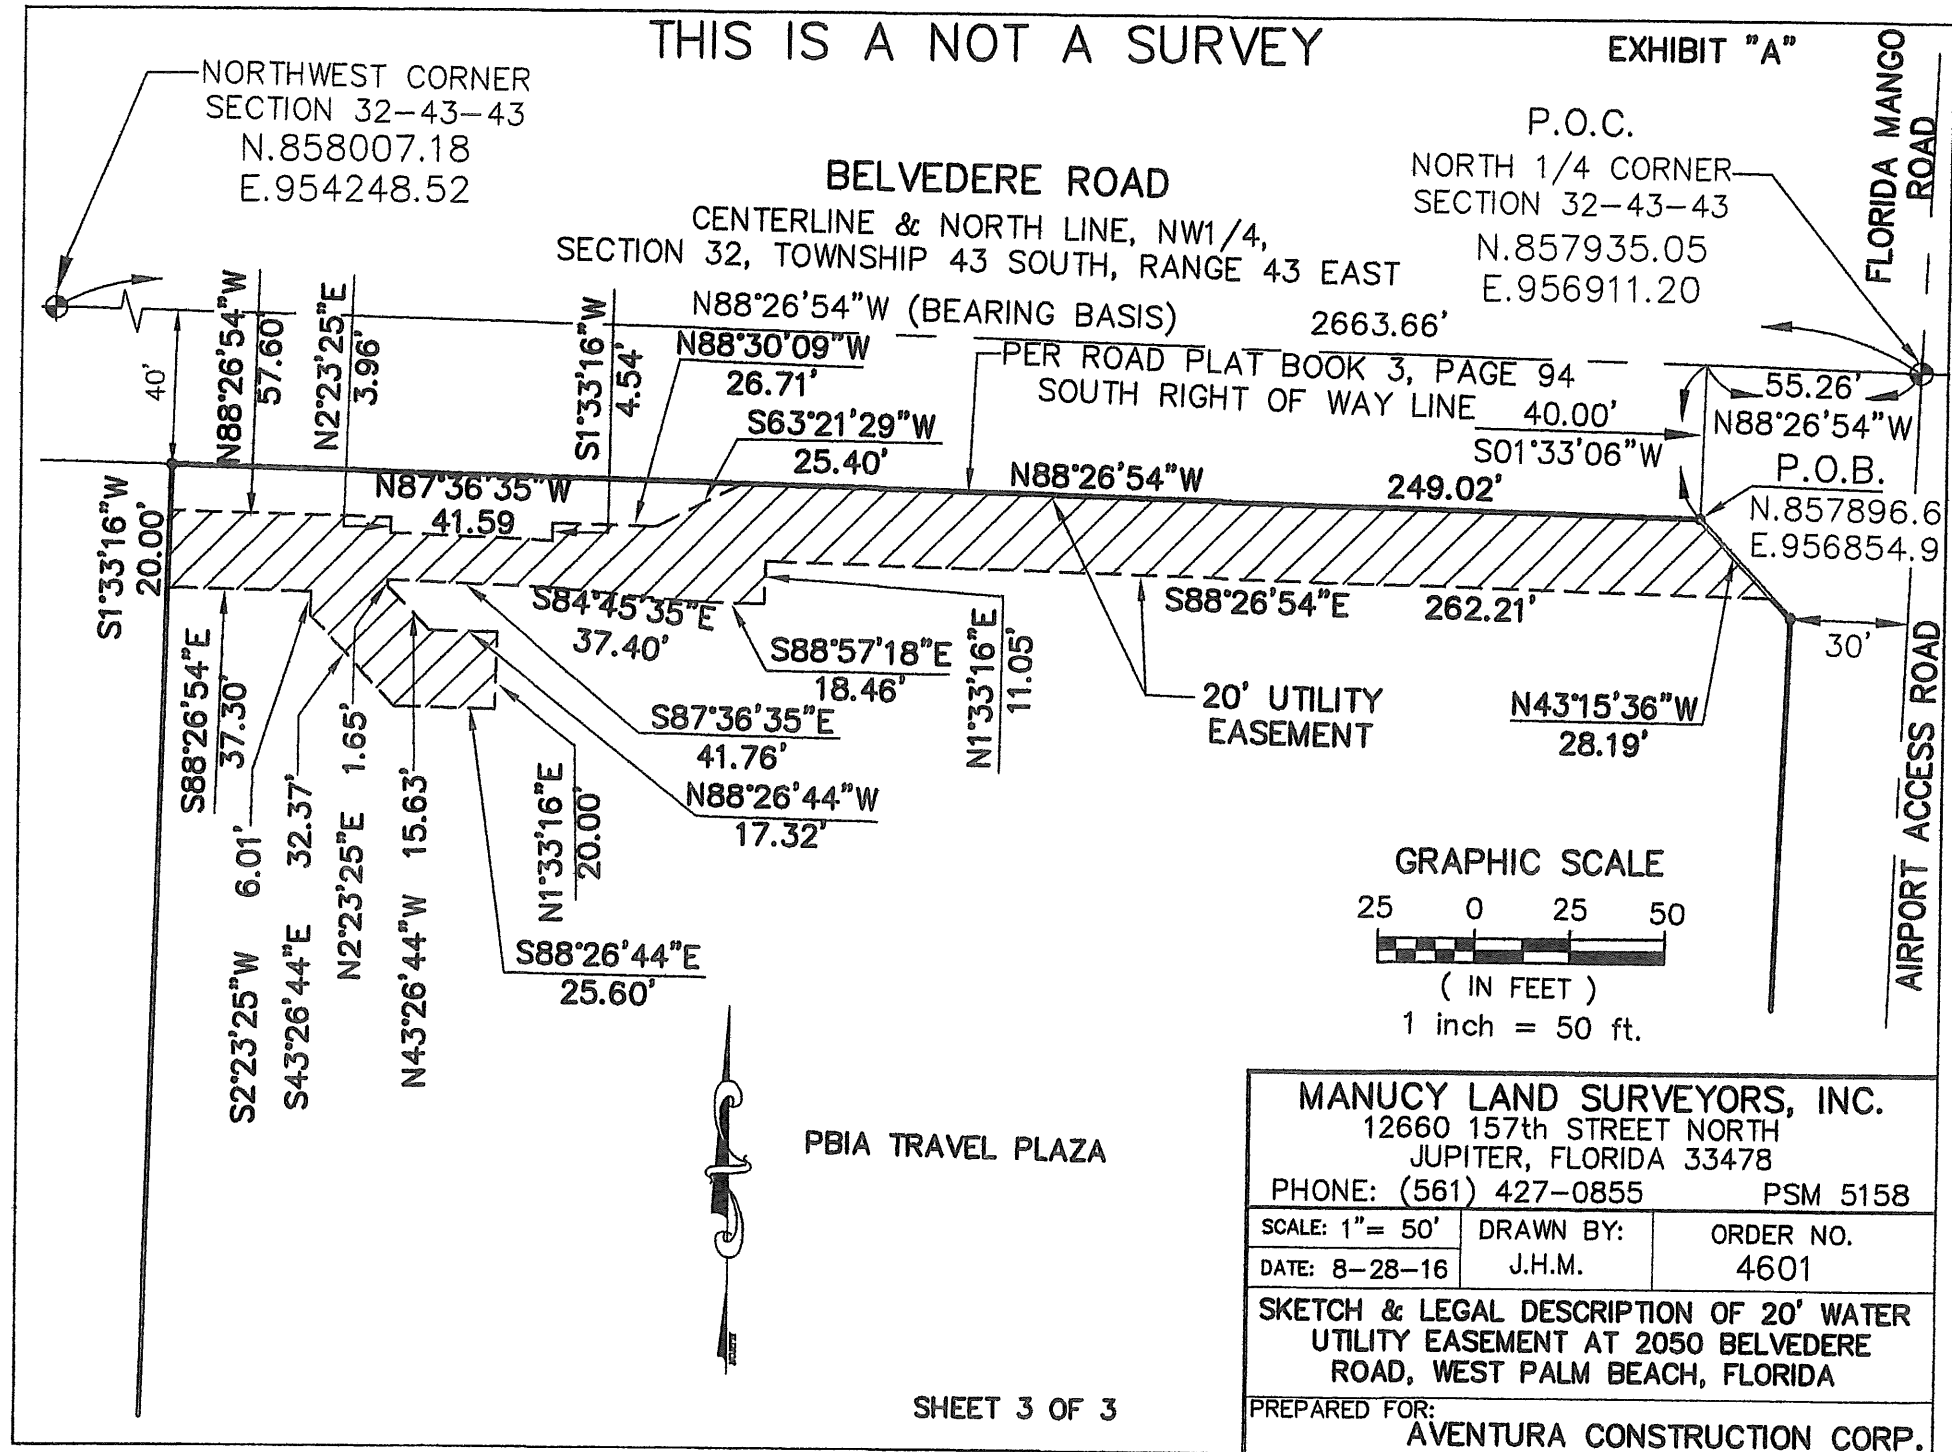 THIS IS A NOT A SURVEY
EXHIBIT "A"
NORTHWEST CORNER
SECTION 32-43-43
N.858007.18
E.954248.52
P.O.C.
NORTH 1/4 CORNER
SECTION 32-43-43
N.857935.05
E.956911.20
FLORIDA MANGO
ROAD
BELVEDERE ROAD
CENTERLINE & NORTH LINE, NW1/4,
SECTION 32, TOWNSHIP 43 SOUTH, RANGE 43 EAST
N88°26'54"W (BEARING BASIS)
2663.66'
40'
N88°26'54"W
57.60'
N2°23'25"E
3.96'
S1°33'16"W
4.54'
N88°30'09"W
26.71'
S63°21'29"W
25.40'
PER ROAD PLAT BOOK 3, PAGE 94
SOUTH RIGHT OF WAY LINE
40.00'
S01°33'06"W
55.26'
N88°26'54"W
P.O.B.
N.857896.6
E.956854.9
N87°36'35"W
41.59
N88°26'54"W
249.02'
S1°33'16"W
20.00'
S84°45'35"E
37.40'
S88°26'54"E
262.21'
S88°57'18"E
18.46'
N1°33'16"E
11.05'
20' UTILITY
EASEMENT
30'
N43°15'36"W
28.19'
S88°26'54"E
37.30'
S87°36'35"E
41.76'
N88°26'44"W
17.32'
N1°33'16"E
20.00'
S88°26'44"E
25.60'
S2°23'25"W 6.01'
S43°26'44"E 32.37'
N2°23'25"E 1.65'
N43°26'44"W 15.63'
AIRPORT ACCESS ROAD
GRAPHIC SCALE
25 0 25 50
( IN FEET )
1 inch = 50 ft.
PBIA TRAVEL PLAZA
SHEET 3 OF 3
MANUCY LAND SURVEYORS, INC.
12660 157th STREET NORTH
JUPITER, FLORIDA 33478
PHONE: (561) 427-0855 PSM 5158
SCALE: 1"= 50'
DATE: 8-28-16
DRAWN BY:
J.H.M.
ORDER NO.
4601
SKETCH & LEGAL DESCRIPTION OF 20' WATER
UTILITY EASEMENT AT 2050 BELVEDERE
ROAD, WEST PALM BEACH, FLORIDA
PREPARED FOR:
AVENTURA CONSTRUCTION CORP.